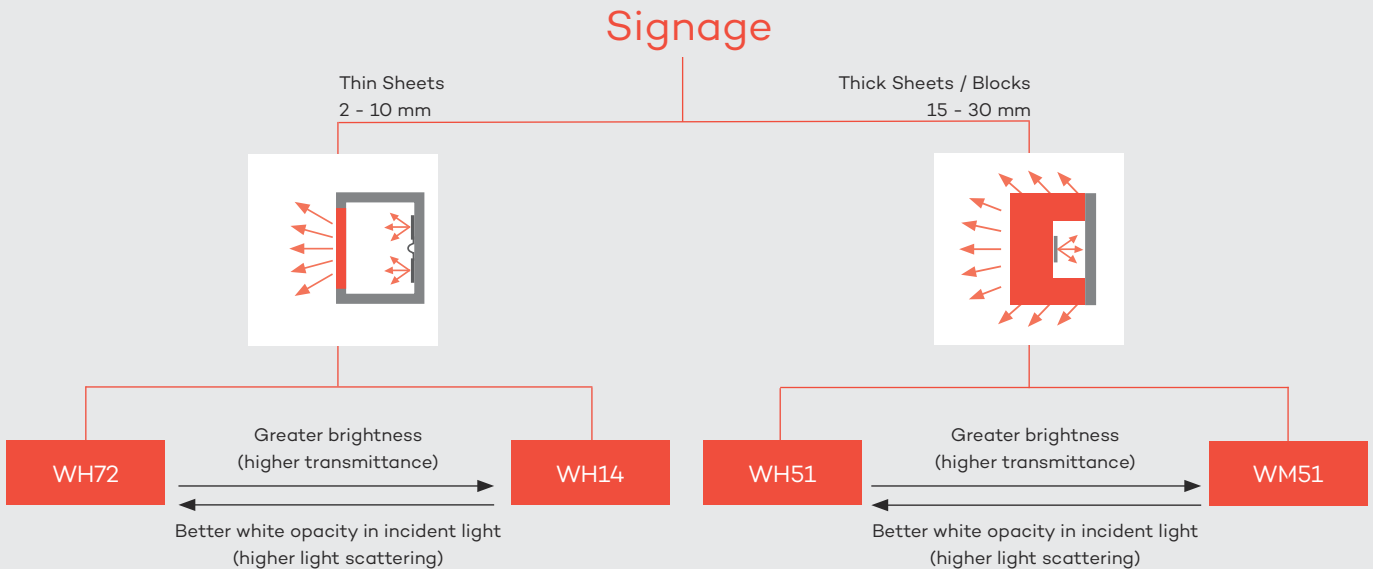 Signage
Thin Sheets
2 - 10 mm
Thick Sheets / Blocks
15 - 30 mm
WH72
Greater brightness
(higher transmittance)
Better white opacity in incident light
(higher light scattering)
WH14
WH51
Greater brightness
(higher transmittance)
Better white opacity in incident light
(higher light scattering)
WM51